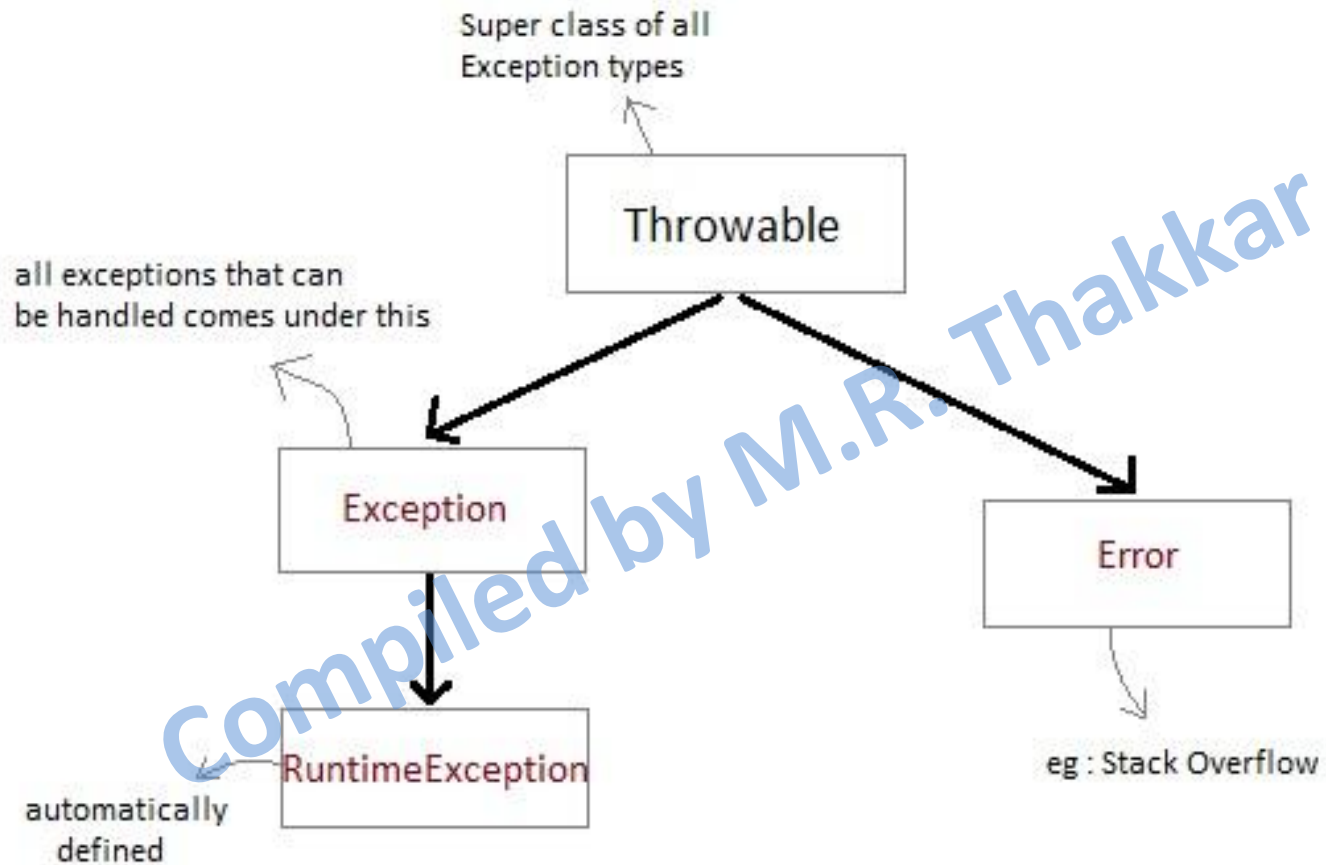 Super class of all
Exception types
Throwable
all exceptions that can
be handled comes under this
Exception
Error
RuntimeException
eg : Stack Overflow
automatically
defined
Compiled by M.R. Thakkar